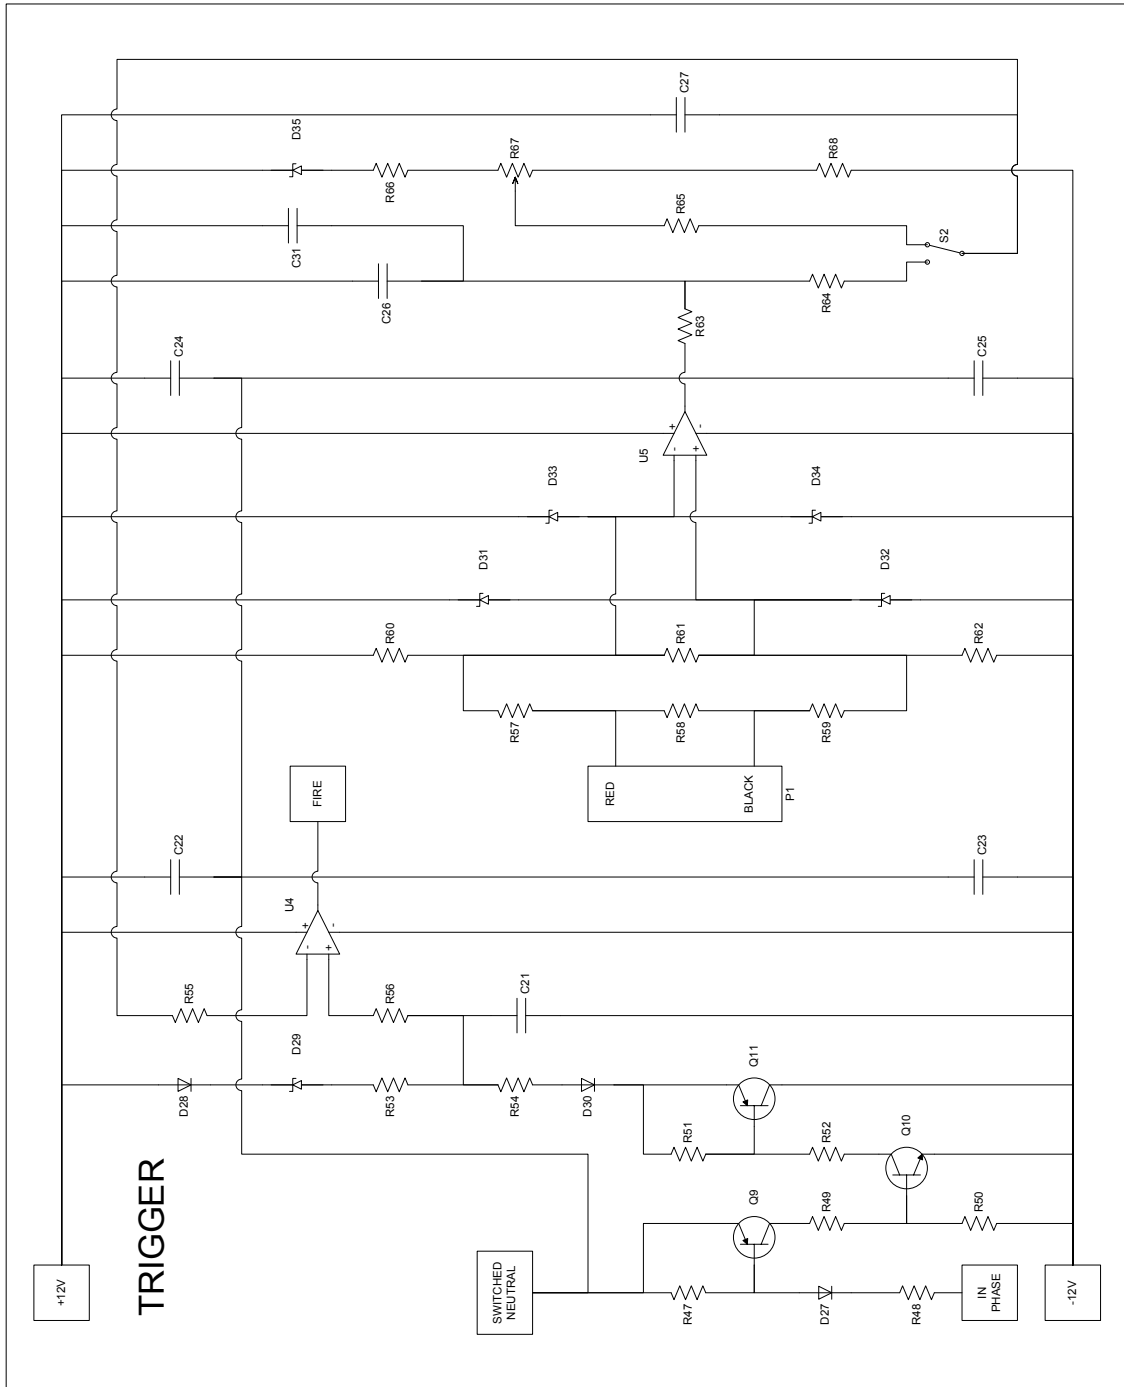 TRIGGER
+12V
SWITCHED
NEUTRAL
IN
PHASE
-12V
R47
D27
R48
Q9
R49
R50
R51
Q11
R52
Q10
D28
D29
R53
R54
D30
R55
R56
C21
U4
-
+
+
-
FIRE
C22
C23
RED
BLACK
P1
R57
R58
R59
R60
R61
R62
D31
D32
D33
D34
U5
-
+
+
-
C24
C25
R63
C26
C31
R64
R65
S2
D35
R66
R67
R68
C27